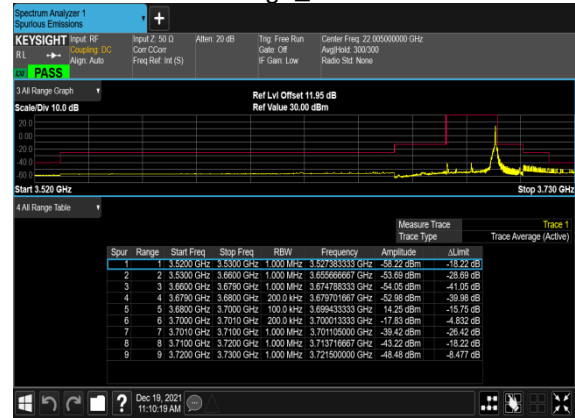 Spectrum Analyzer 1
Spurious Emissions
+
KEYSIGHT Input: RF Input Z: 50 Ω Atten: 20 dB Trig: Free Run Center Freq: 22.005000000 GHz
RL Coupling: DC Corr CCorr Gate: Off Avg|Hold: 300/300
Align: Auto Freq Ref: Int (S) IF Gain: Low Radio Std: None
PASS
3 All Range Graph
Ref Lvl Offset 11.95 dB
Scale/Div 10.0 dB Ref Value 30.00 dBm
20.0
0.00
-20.0
-40.0
-60.0
Start 3.520 GHz Stop 3.730 GHz
4 All Range Table
Measure Trace Trace 1
Trace Type Trace Average (Active)
Spur Range Start Freq Stop Freq RBW Frequency Amplitude ΔLimit
1 1 3.5200 GHz 3.5300 GHz 1.000 MHz 3.527383333 GHz -58.22 dBm -18.22 dB
2 2 3.5300 GHz 3.6600 GHz 1.000 MHz 3.655666667 GHz -53.69 dBm -28.69 dB
3 3 3.6600 GHz 3.6790 GHz 1.000 MHz 3.674788333 GHz -54.05 dBm -41.05 dB
4 4 3.6790 GHz 3.6800 GHz 200.0 kHz 3.679701667 GHz -52.98 dBm -39.98 dB
5 5 3.6800 GHz 3.7000 GHz 100.0 kHz 3.699433333 GHz 14.25 dBm -15.75 dB
6 6 3.7000 GHz 3.7010 GHz 200.0 kHz 3.700013333 GHz -17.83 dBm -4.832 dB
7 7 3.7010 GHz 3.7100 GHz 1.000 MHz 3.701105000 GHz -39.42 dBm -26.42 dB
8 8 3.7100 GHz 3.7200 GHz 1.000 MHz 3.713716667 GHz -43.22 dBm -18.22 dB
9 9 3.7200 GHz 3.7300 GHz 1.000 MHz 3.721500000 GHz -48.48 dBm -8.477 dB
?
Dec 19, 2021
11:10:19 AM